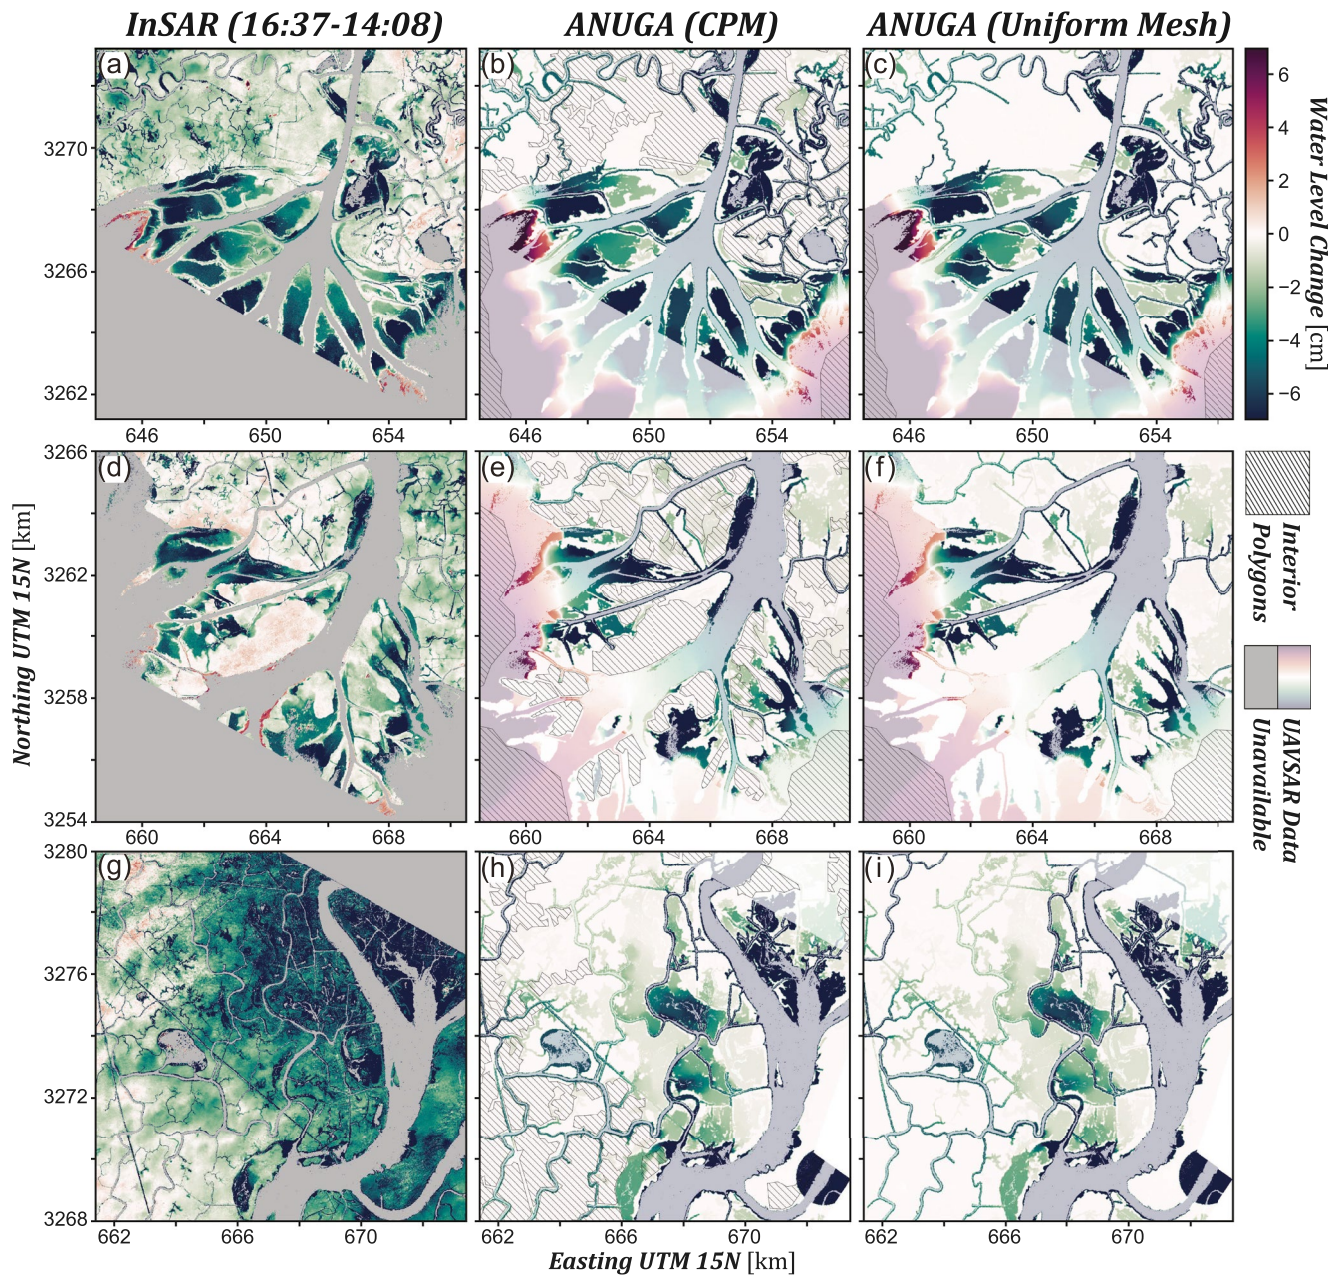 InSAR (16:37-14:08)
ANUGA (CPM)
ANUGA (Uniform Mesh)
(a)
(b)
(c)
3270
3266
3262
646
650
654
646
650
654
646
650
654
6
4
2
0
−2
−4
−6
Water Level Change [cm]
(d)
(e)
(f)
3266
3262
3258
3254
660
664
668
660
664
668
660
664
668
Northing UTM 15N [km]
Interior
Polygons
UAVSAR Data
Unavailable
(g)
(h)
(i)
3280
3276
3272
3268
662
666
670
662
666
670
662
666
670
Easting UTM 15N [km]